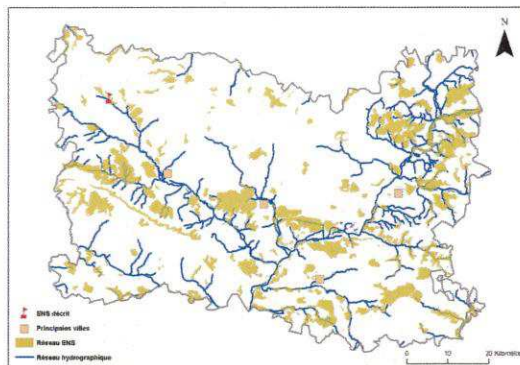 N
ENS décrit
Principales villes
Réseau ENS
Réseau hydrographique
0 10 20 Kilomètres